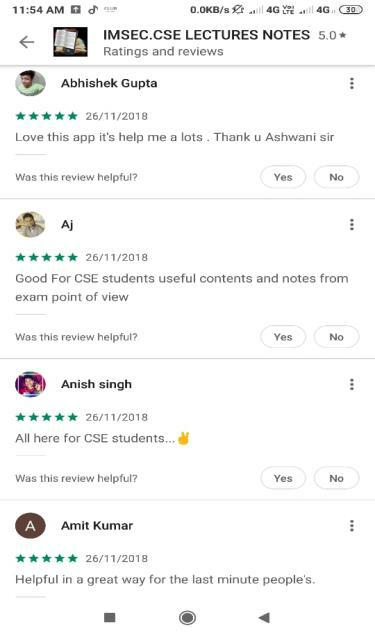 11:54 AM 0.0KB/s 4G VoLTE 4G 30
IMSEC.CSE LECTURES NOTES 5.0★
Ratings and reviews
Abhishek Gupta
★★★★★ 26/11/2018
Love this app it's help me a lots . Thank u Ashwani sir
Was this review helpful? Yes No
Aj
★★★★★ 26/11/2018
Good For CSE students useful contents and notes from
exam point of view
Was this review helpful? Yes No
Anish singh
★★★★★ 26/11/2018
All here for CSE students...✌
Was this review helpful? Yes No
A Amit Kumar
★★★★★ 26/11/2018
Helpful in a great way for the last minute people's.